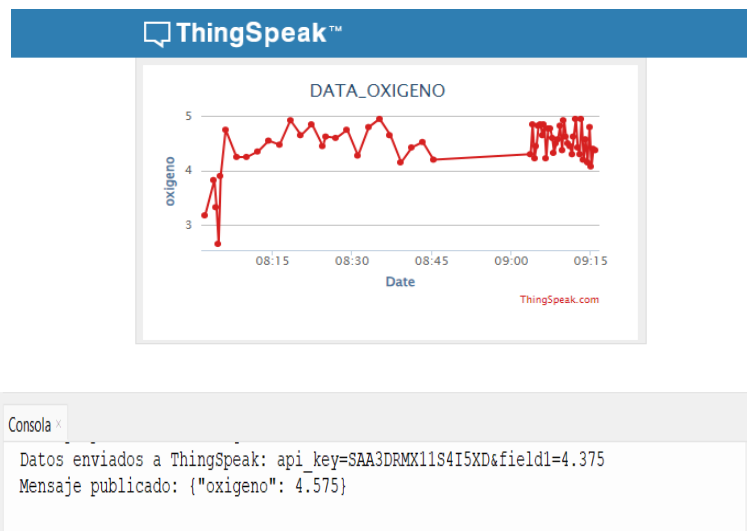 ThingSpeak™
DATA_OXIGENO
oxigeno
5
4
3
08:15 08:30 08:45 09:00 09:15
Date
ThingSpeak.com
Consola ×
Datos enviados a ThingSpeak: api_key=SAA3DRMX11S4I5XD&field1=4.375
Mensaje publicado: {"oxigeno": 4.575}